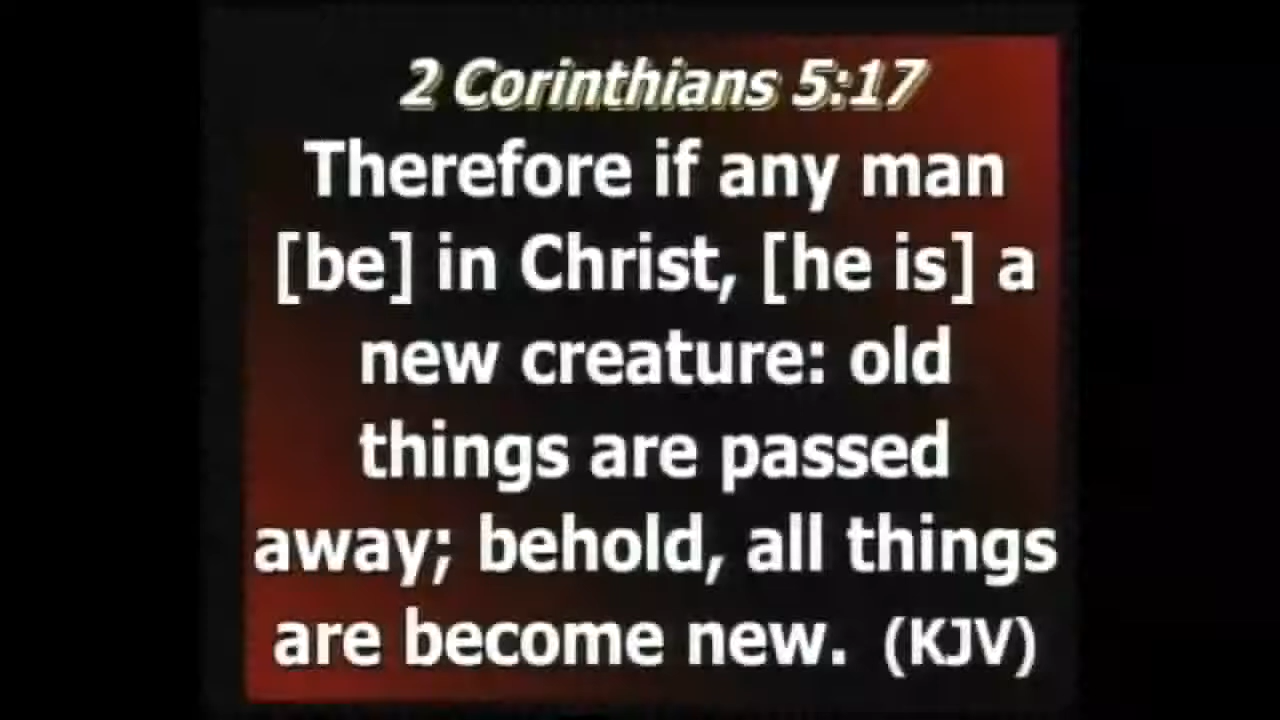 2 Corinthians 5:17
Therefore if any man
[be] in Christ, [he is] a
new creature: old
things are passed
away; behold, all things
are become new. (KJV)